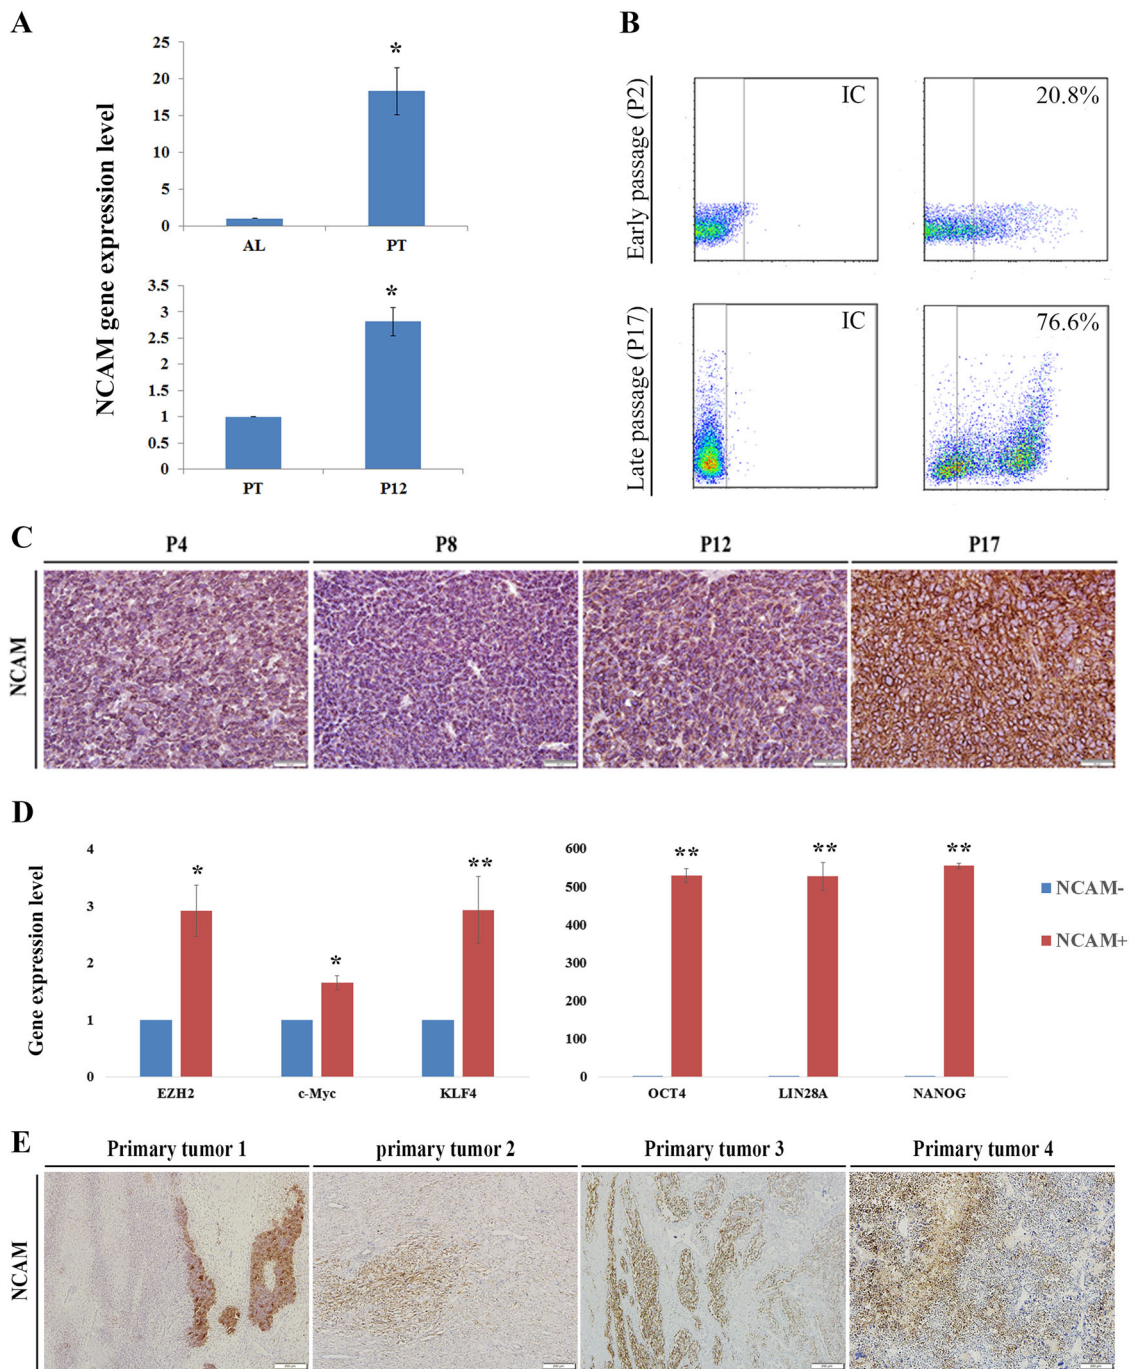 A
NCAM gene expression level
25
20
15
10
5
0
*
AL
PT
3.5
3
2.5
2
1.5
1
0.5
0
*
PT
P12
B
Early passage (P2)
IC
20.8%
Late passage (P17)
IC
76.6%
C
P4
P8
P12
P17
NCAM
D
Gene expression level
4
3
2
1
0
*
*
**
EZH2
c-Myc
KLF4
600
500
400
300
200
100
0
**
**
**
OCT4
LIN28A
NANOG
NCAM-
NCAM+
E
Primary tumor 1
primary tumor 2
Primary tumor 3
Primary tumor 4
NCAM